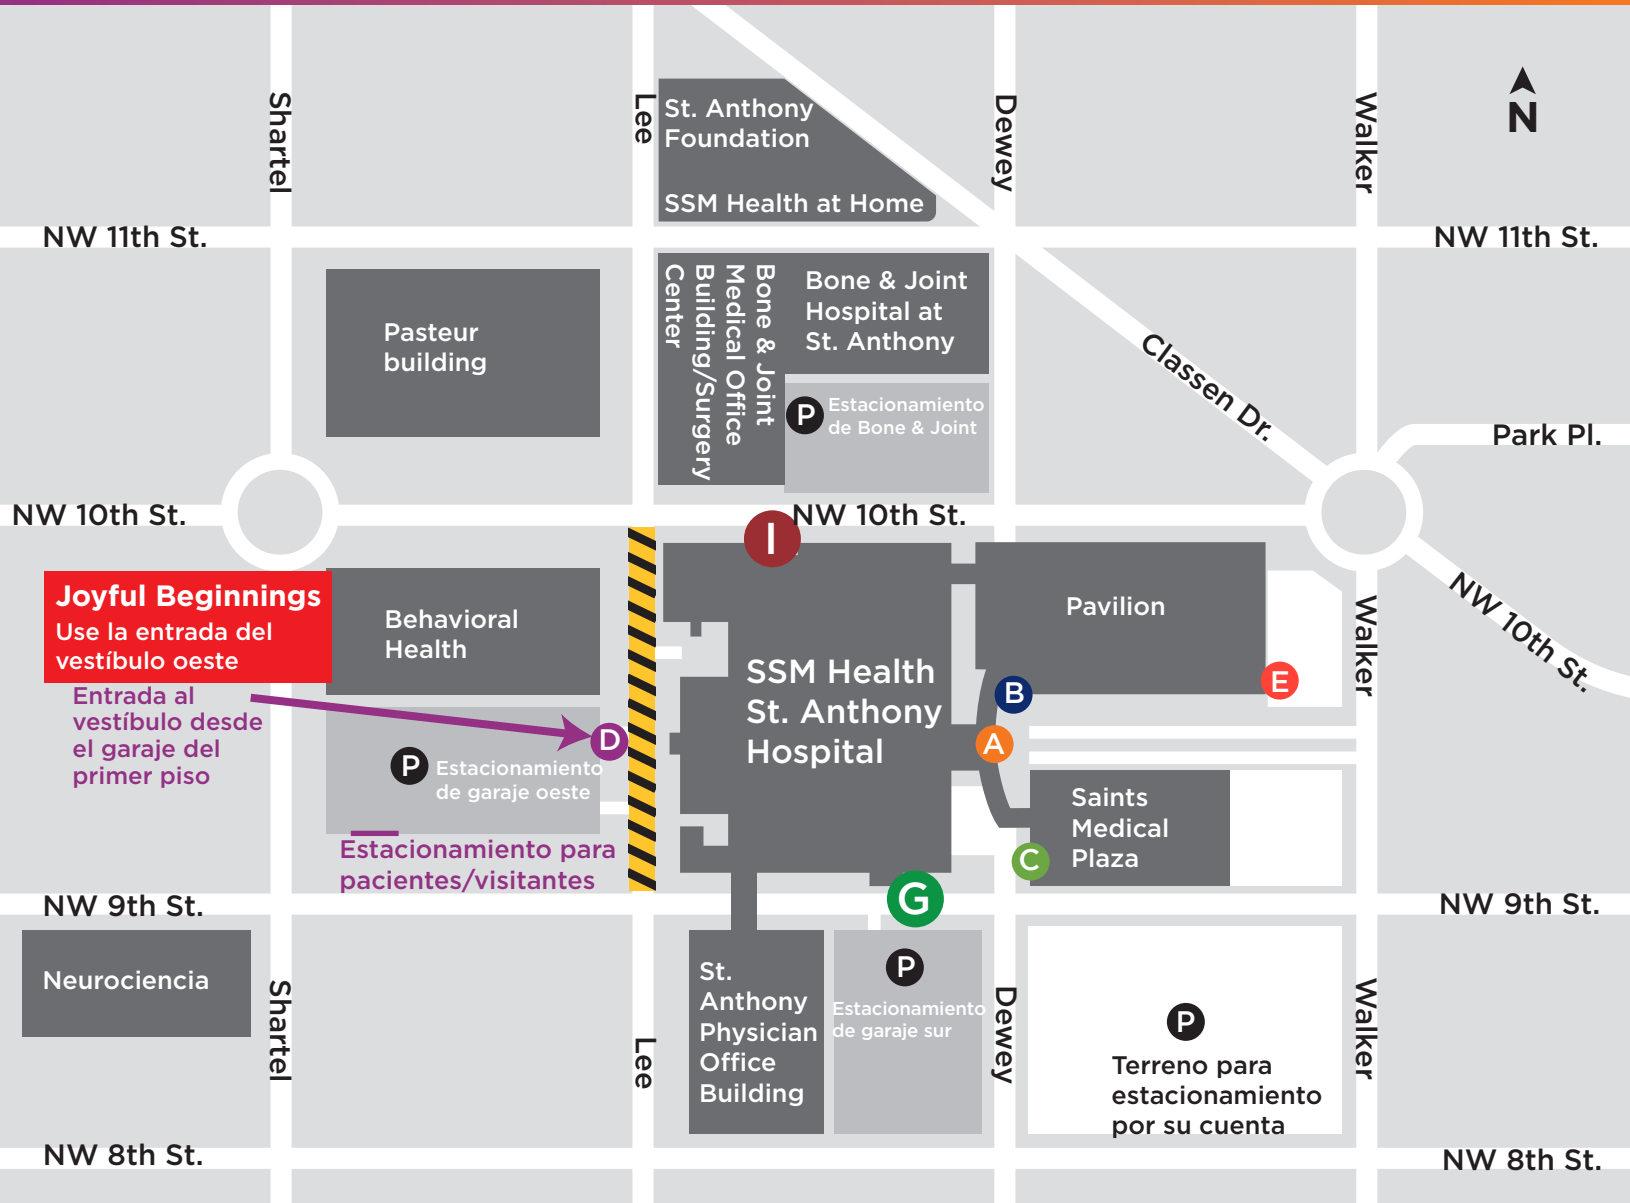 Shartel
Lee
St. Anthony
Foundation
SSM Health at Home
Dewey
Walker
N
NW 11th St.
NW 11th St.
Pasteur
building
Bone & Joint
Medical Office
Building/Surgery
Center
Bone & Joint
Hospital at
St. Anthony
P
Estacionamiento
de Bone & Joint
Classen Dr.
Park Pl.
NW 10th St.
NW 10th St.
I
Joyful Beginnings
Use la entrada del
vestíbulo oeste
Behavioral
Health
Entrada al
vestíbulo desde
el garaje del
primer piso
D
P
Estacionamiento
de garaje oeste
Estacionamiento para
pacientes/visitantes
SSM Health
St. Anthony
Hospital
Pavilion
B
A
E
Walker
NW 10th St.
Saints
Medical
Plaza
C
G
NW 9th St.
NW 9th St.
Neurociencia
Shartel
Lee
St.
Anthony
Physician
Office
Building
P
Estacionamiento
de garaje sur
Dewey
P
Terreno para
estacionamiento
por su cuenta
Walker
NW 8th St.
NW 8th St.